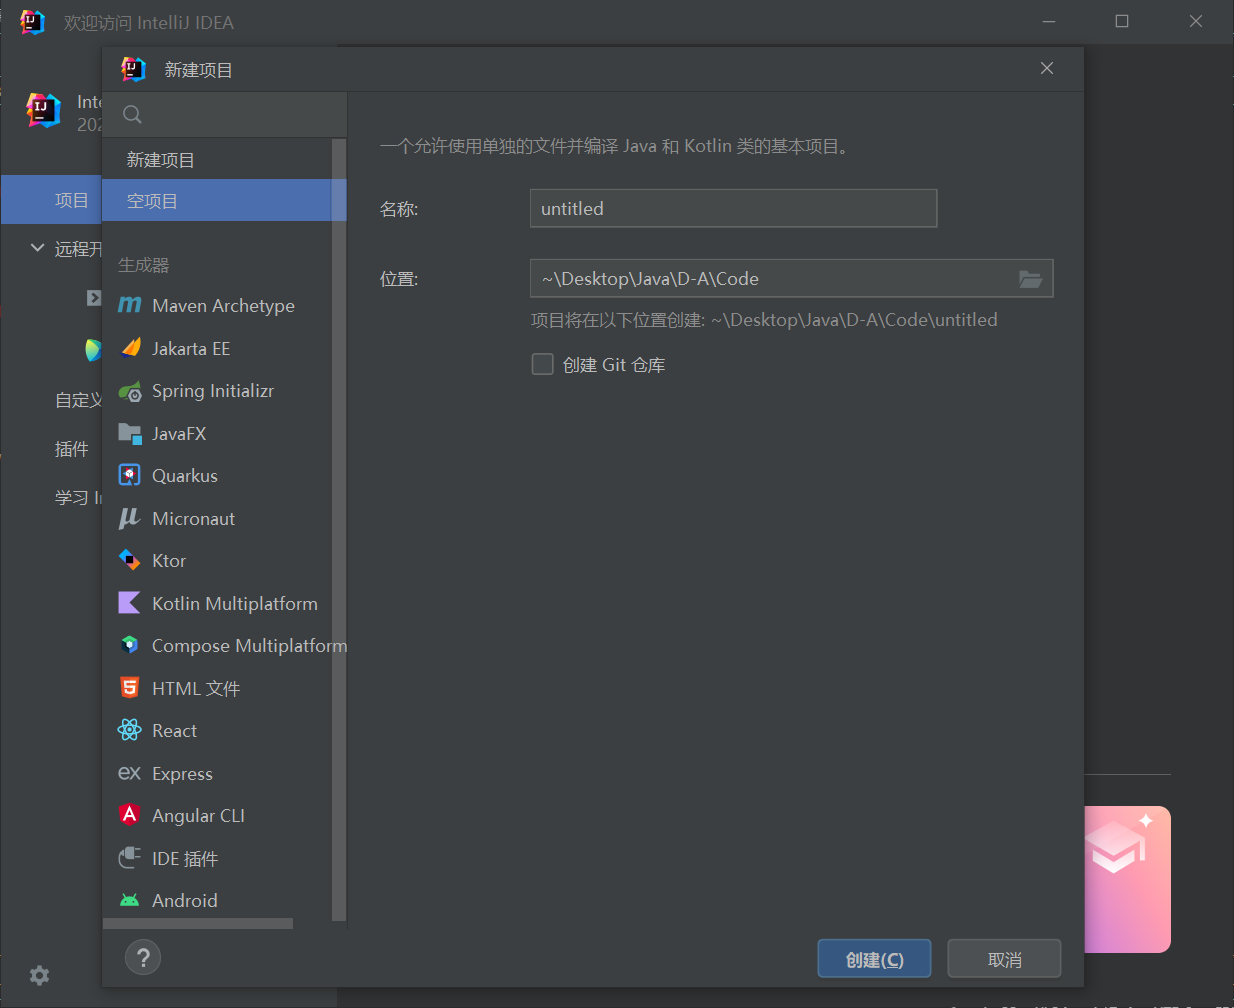 欢迎访问 IntelliJ IDEA
新建项目
新建项目
空项目
生成器
Maven Archetype
Jakarta EE
Spring Initializr
JavaFX
Quarkus
Micronaut
Ktor
Kotlin Multiplatform
Compose Multiplatform
HTML 文件
React
Express
Angular CLI
IDE 插件
Android
一个允许使用单独的文件并编译 Java 和 Kotlin 类的基本项目。
名称:
untitled
位置:
~\Desktop\Java\D-A\Code
项目将在以下位置创建: ~\Desktop\Java\D-A\Code\untitled
创建 Git 仓库
?
创建(C)
取消
项目
远程开
自定义
插件
学习